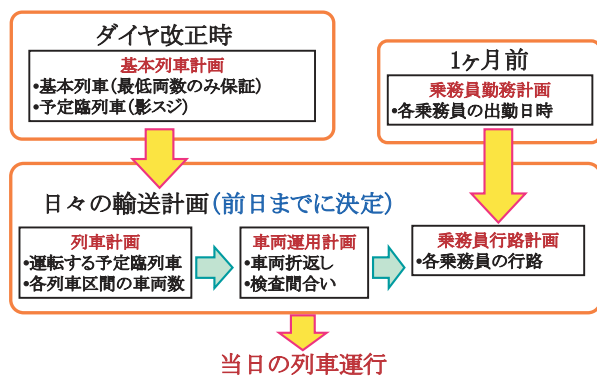 ダイヤ改正時
基本列車計画
•基本列車(最低両数のみ保証)
•予定臨列車(影スジ)
1ヶ月前
乗務員勤務計画
•各乗務員の出勤日時
日々の輸送計画(前日までに決定)
列車計画
•運転する予定臨列車
•各列車区間の車両数
車両運用計画
•車両折返し
•検査間合い
乗務員行路計画
•各乗務員の行路
当日の列車運行